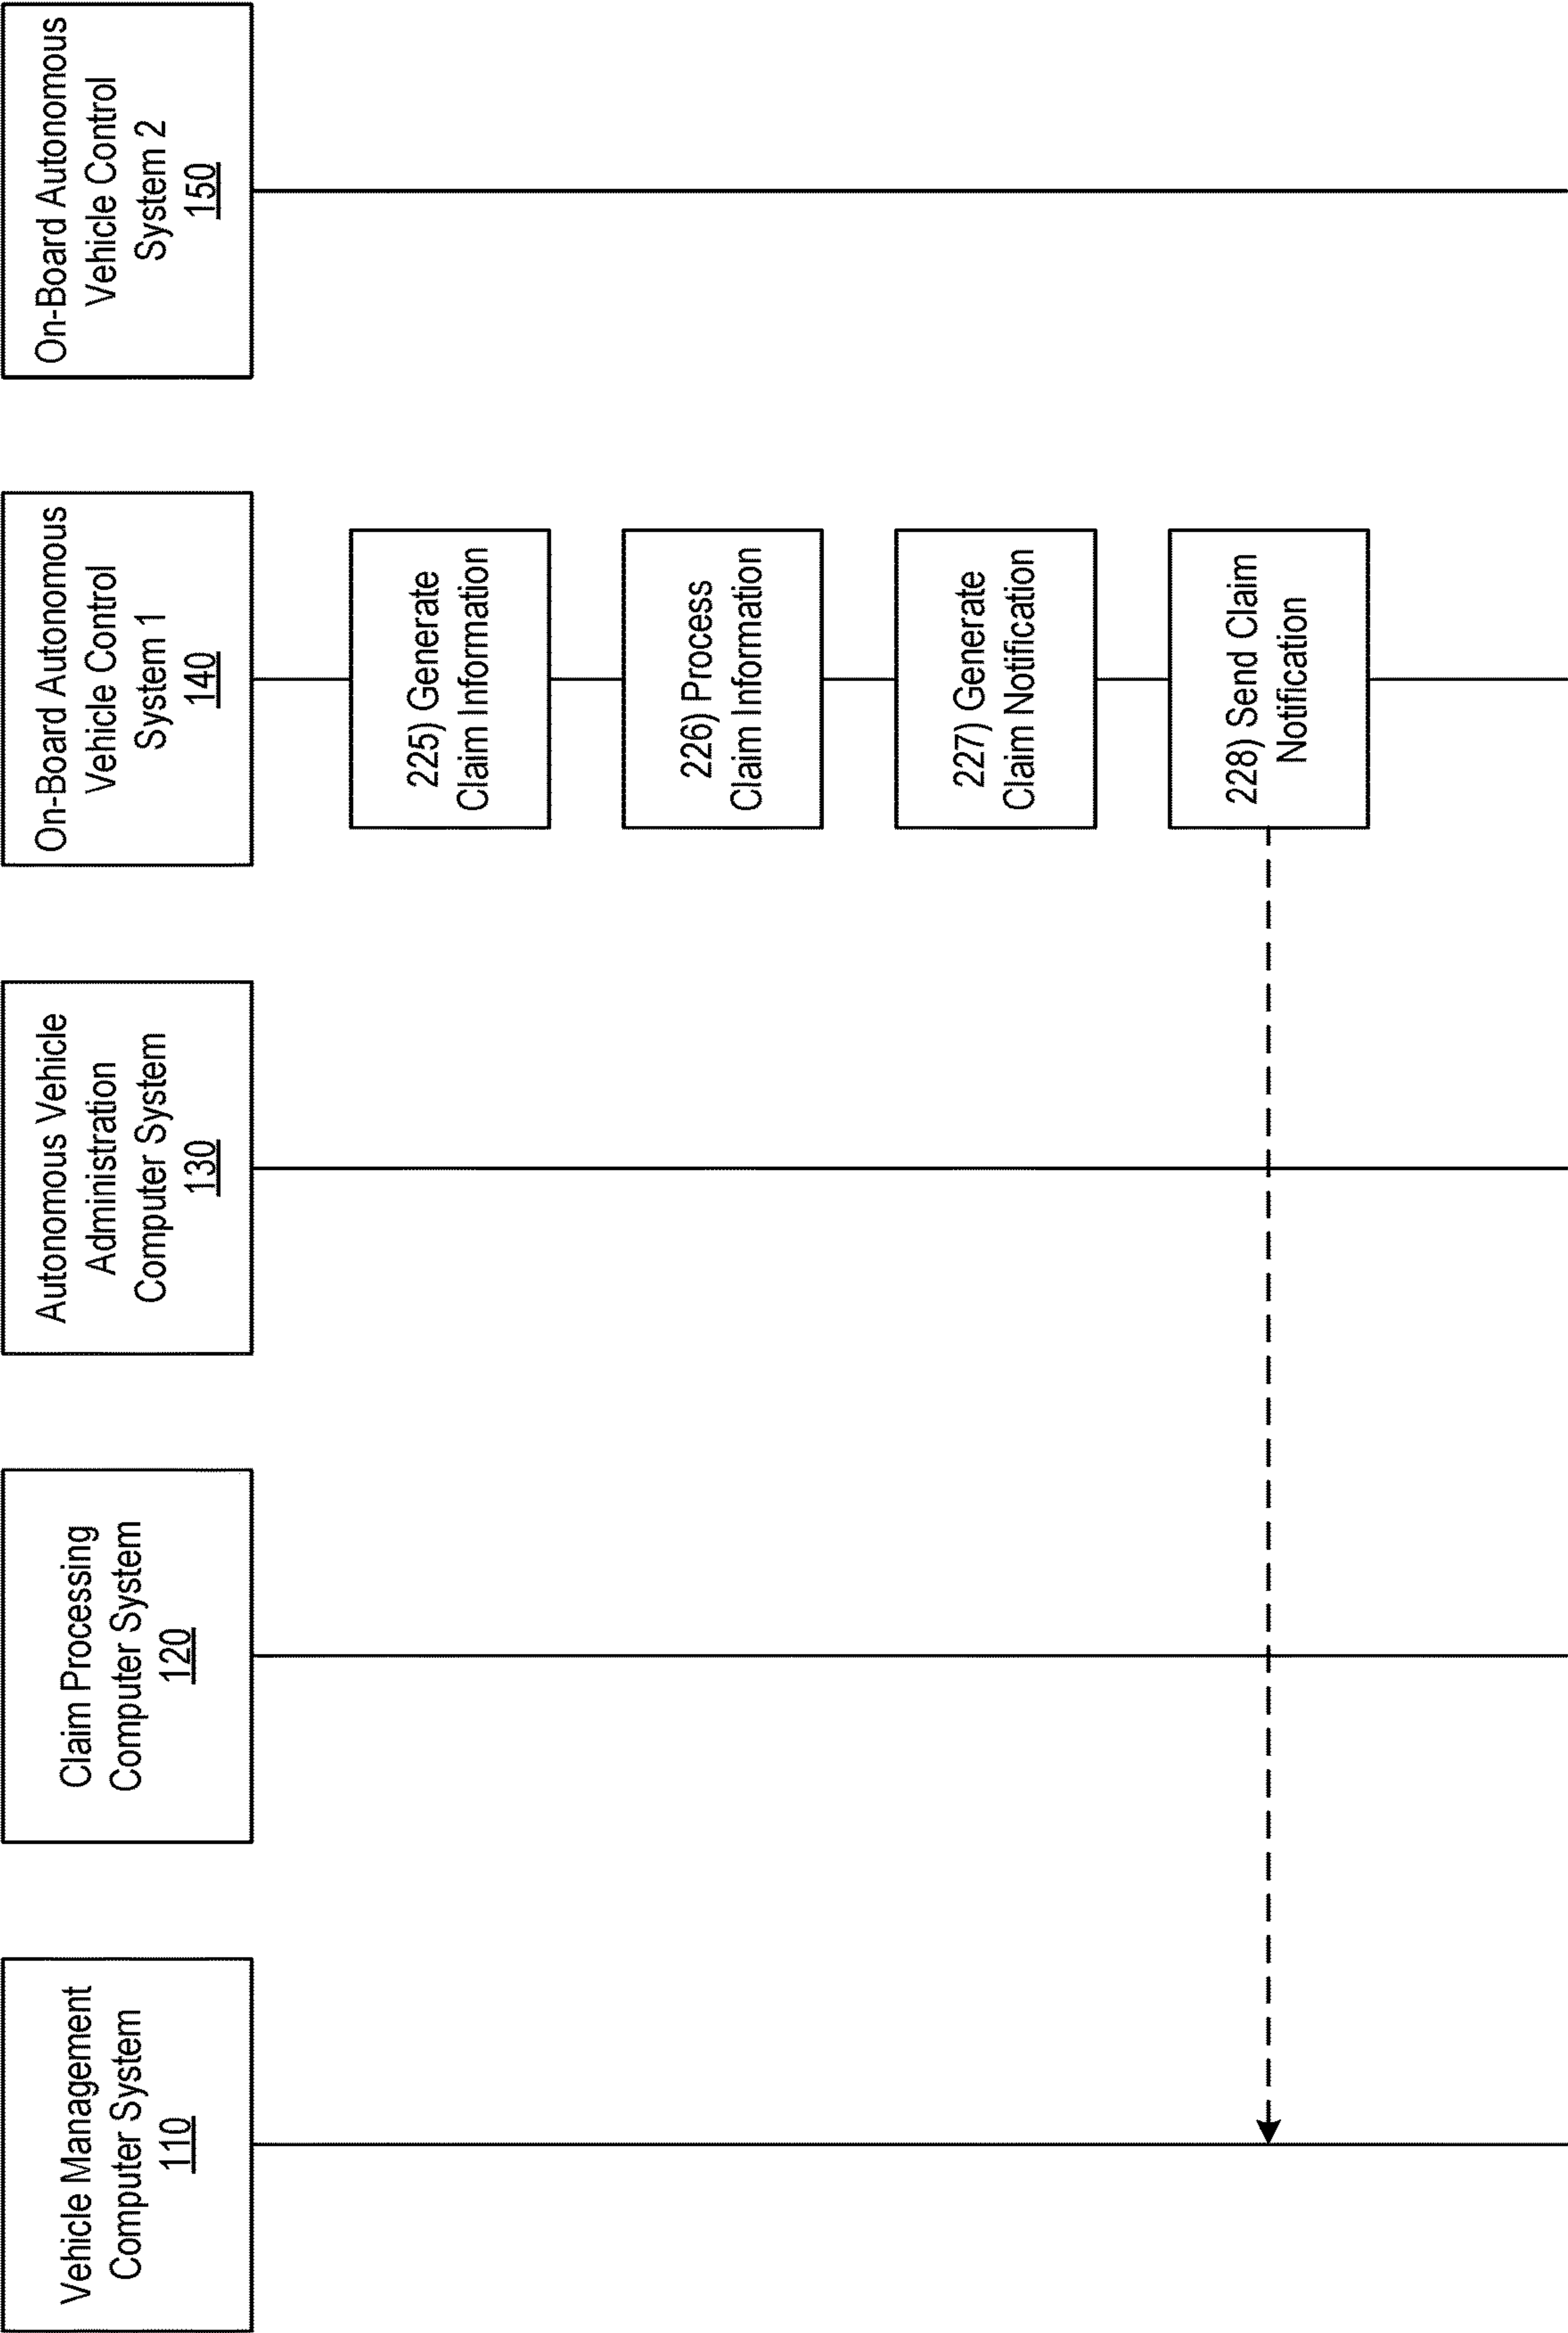 Vehicle Management
Computer System
110
Claim Processing
Computer System
120
Autonomous Vehicle
Administration
Computer System
130
On-Board Autonomous
Vehicle Control
System 1
140
On-Board Autonomous
Vehicle Control
System 2
150
225) Generate
Claim Information
226) Process
Claim Information
227) Generate
Claim Notification
228) Send Claim
Notification